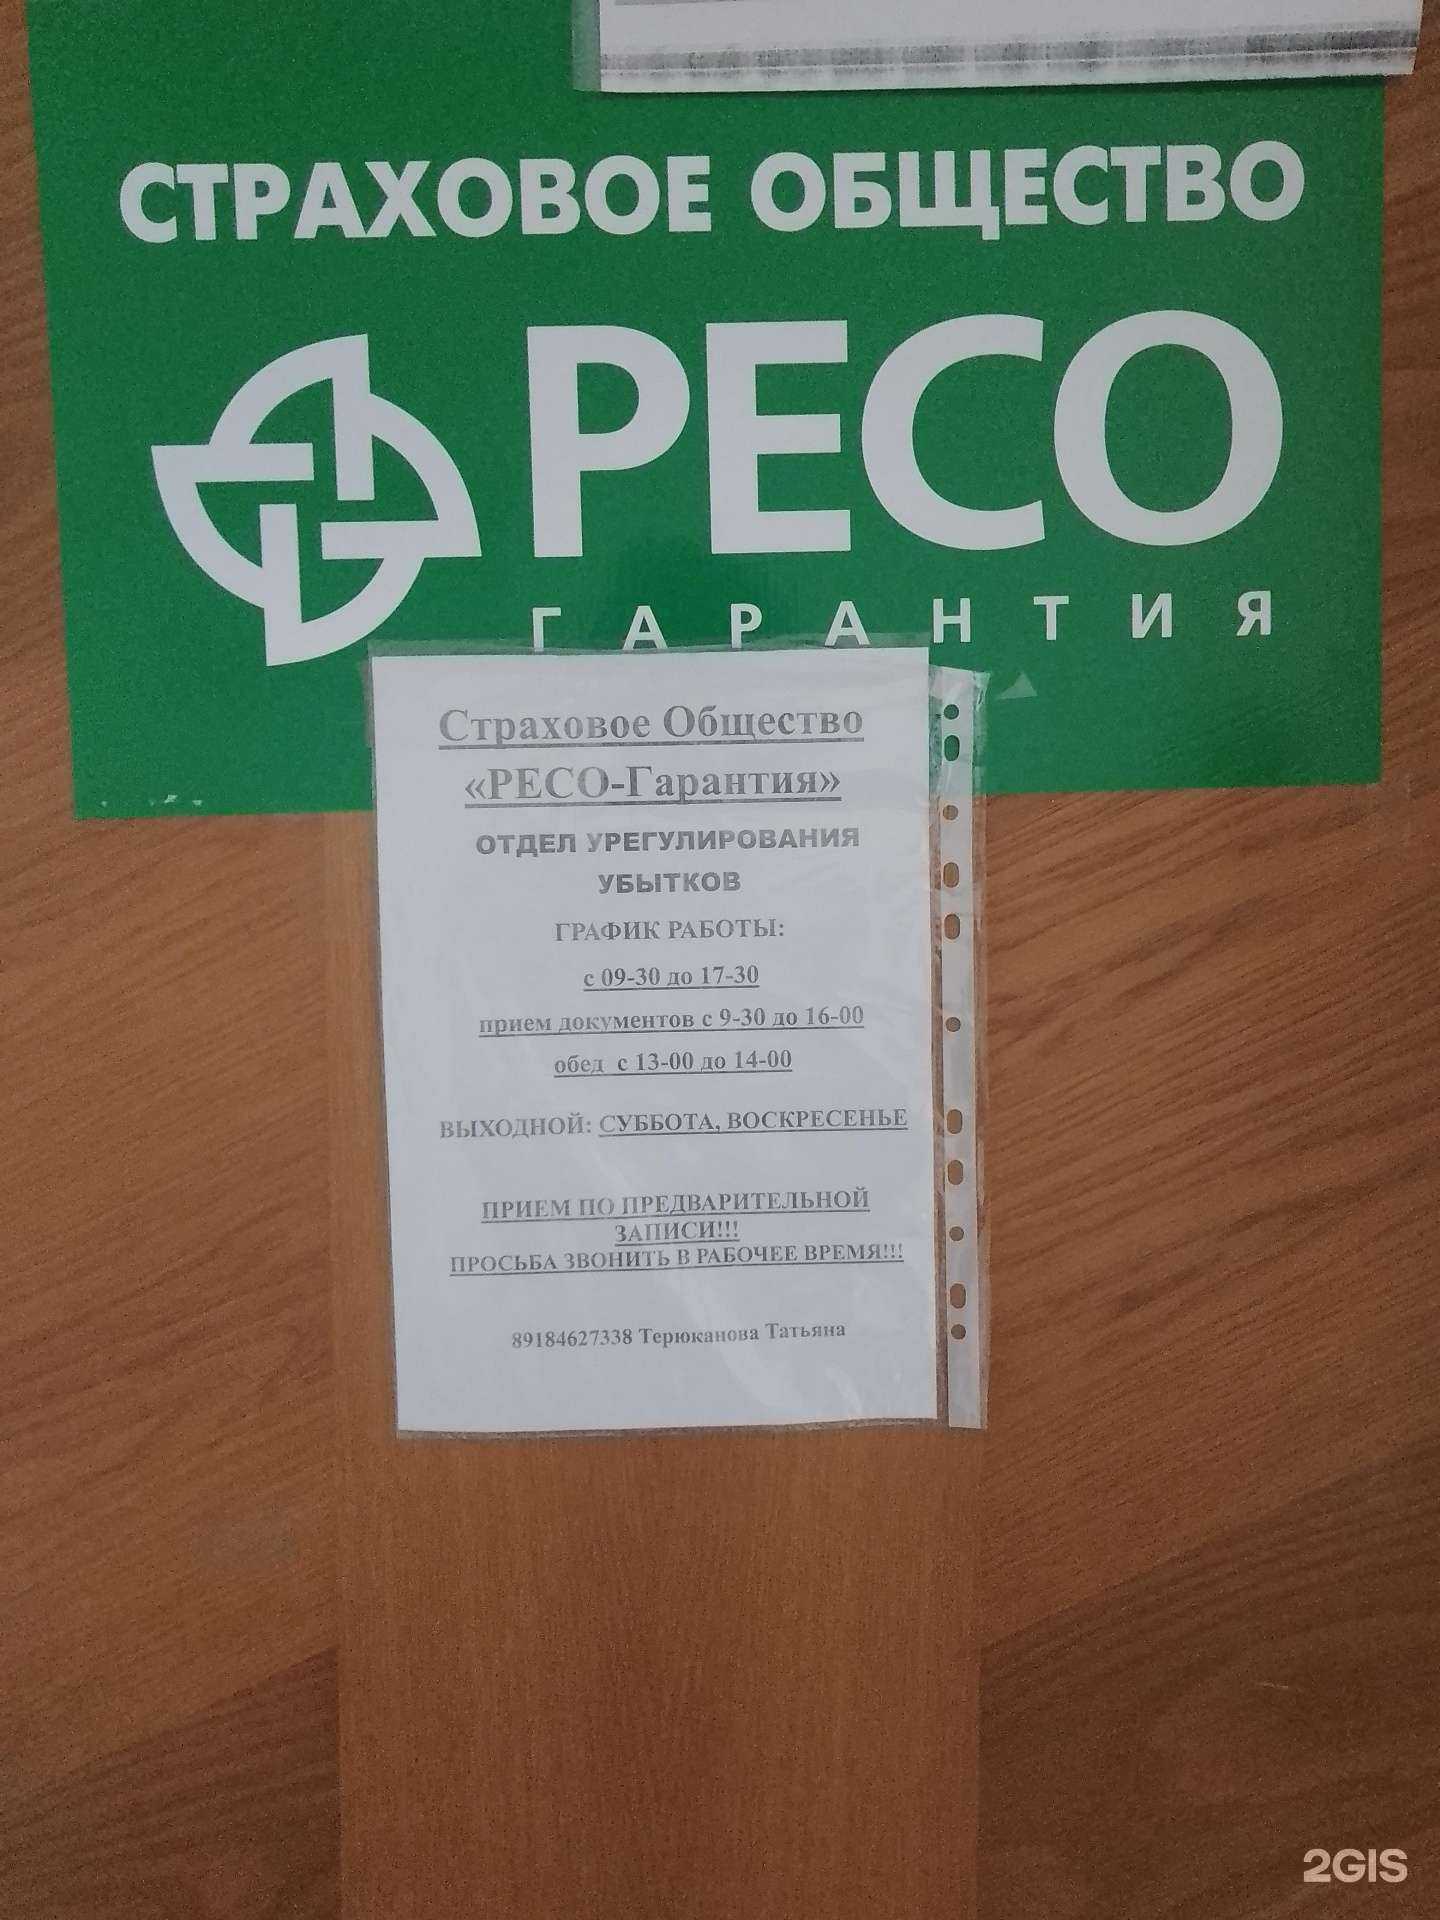 СТРАХОВОЕ ОБЩЕСТВО
РЕСО
ГАРАНТИЯ
Страховое Общество
«РЕСО-Гарантия»
ОТДЕЛ УРЕГУЛИРОВАНИЯ
УБЫТКОВ
ГРАФИК РАБОТЫ:
с 09-30 до 17-30
прием документов с 9-30 до 16-00
обед с 13-00 до 14-00
ВЫХОДНОЙ: СУББОТА, ВОСКРЕСЕНЬЕ
ПРИЕМ ПО ПРЕДВАРИТЕЛЬНОЙ
ЗАПИСИ!!!
ПРОСЬБА ЗВОНИТЬ В РАБОЧЕЕ ВРЕМЯ!!!
89184627338 Терюканова Татьяна
2GIS